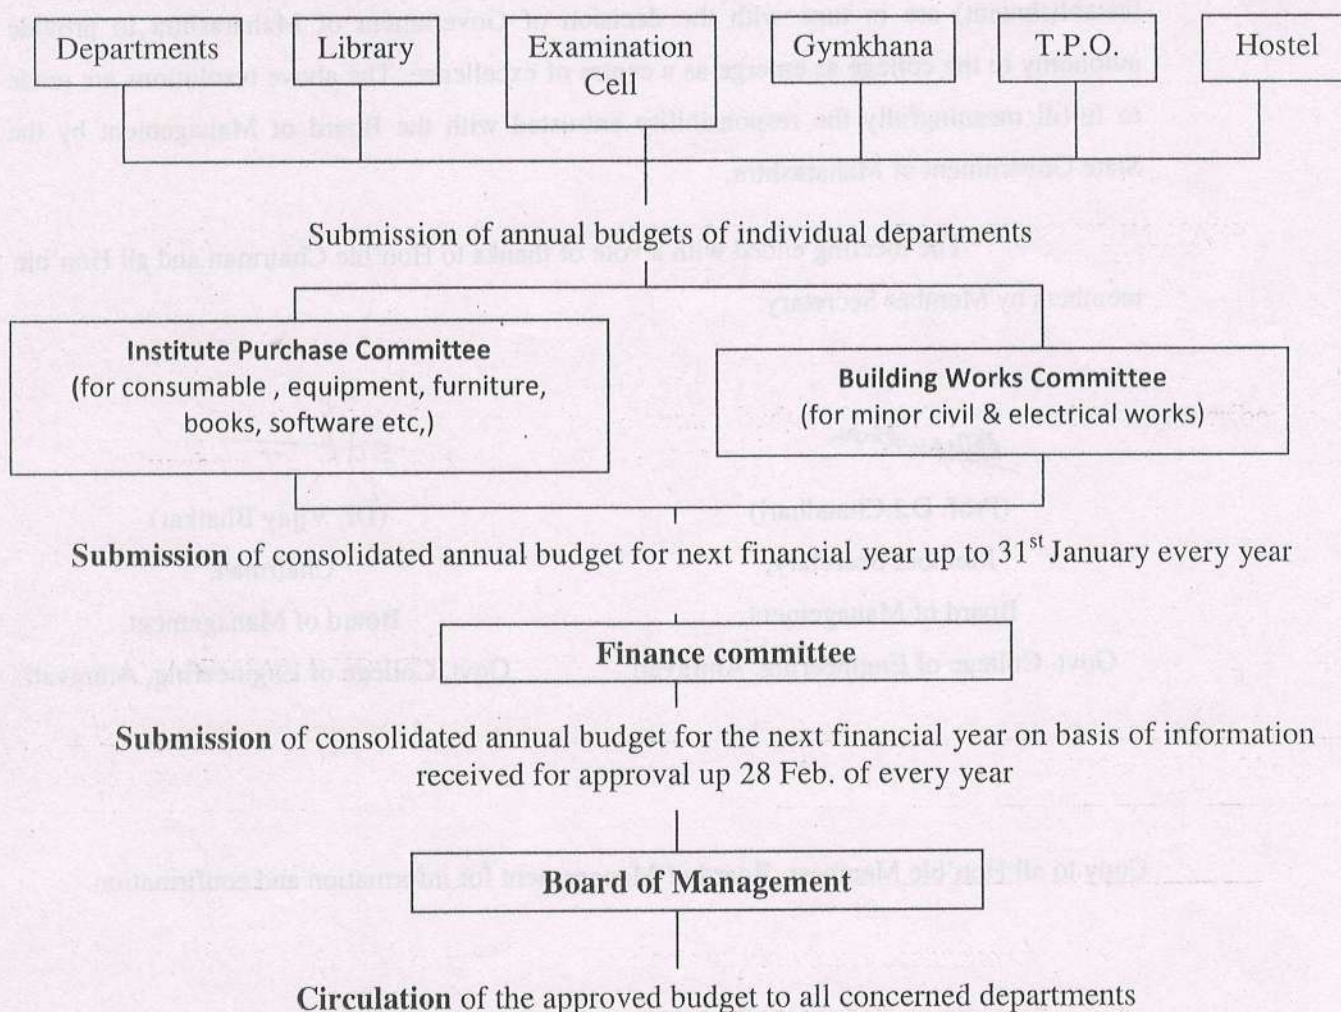 Departments
Library
Examination
Cell
Gymkhana
T.P.O.
Hostel
Submission of annual budgets of individual departments
Institute Purchase Committee
(for consumable , equipment, furniture,
books, software etc,)
Building Works Committee
(for minor civil & electrical works)
Submission of consolidated annual budget for next financial year up to 31st January every year
Finance committee
Submission of consolidated annual budget for the next financial year on basis of information
received for approval up 28 Feb. of every year
Board of Management
Circulation of the approved budget to all concerned departments